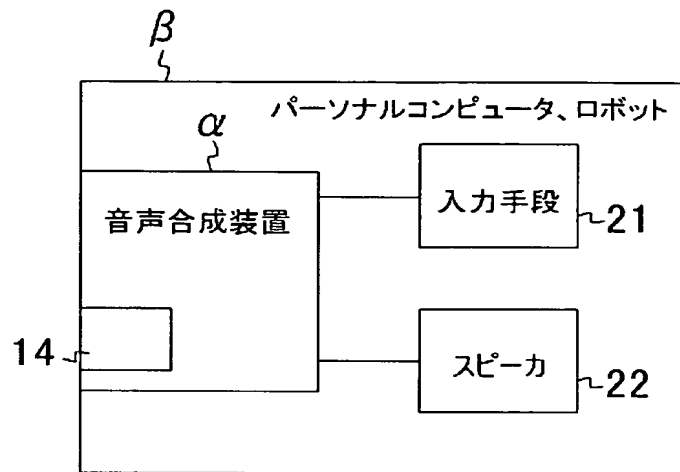 β
パーソナルコンピュータ、ロボット
α
音声合成装置
入力手段
21
14
スピーカ
22